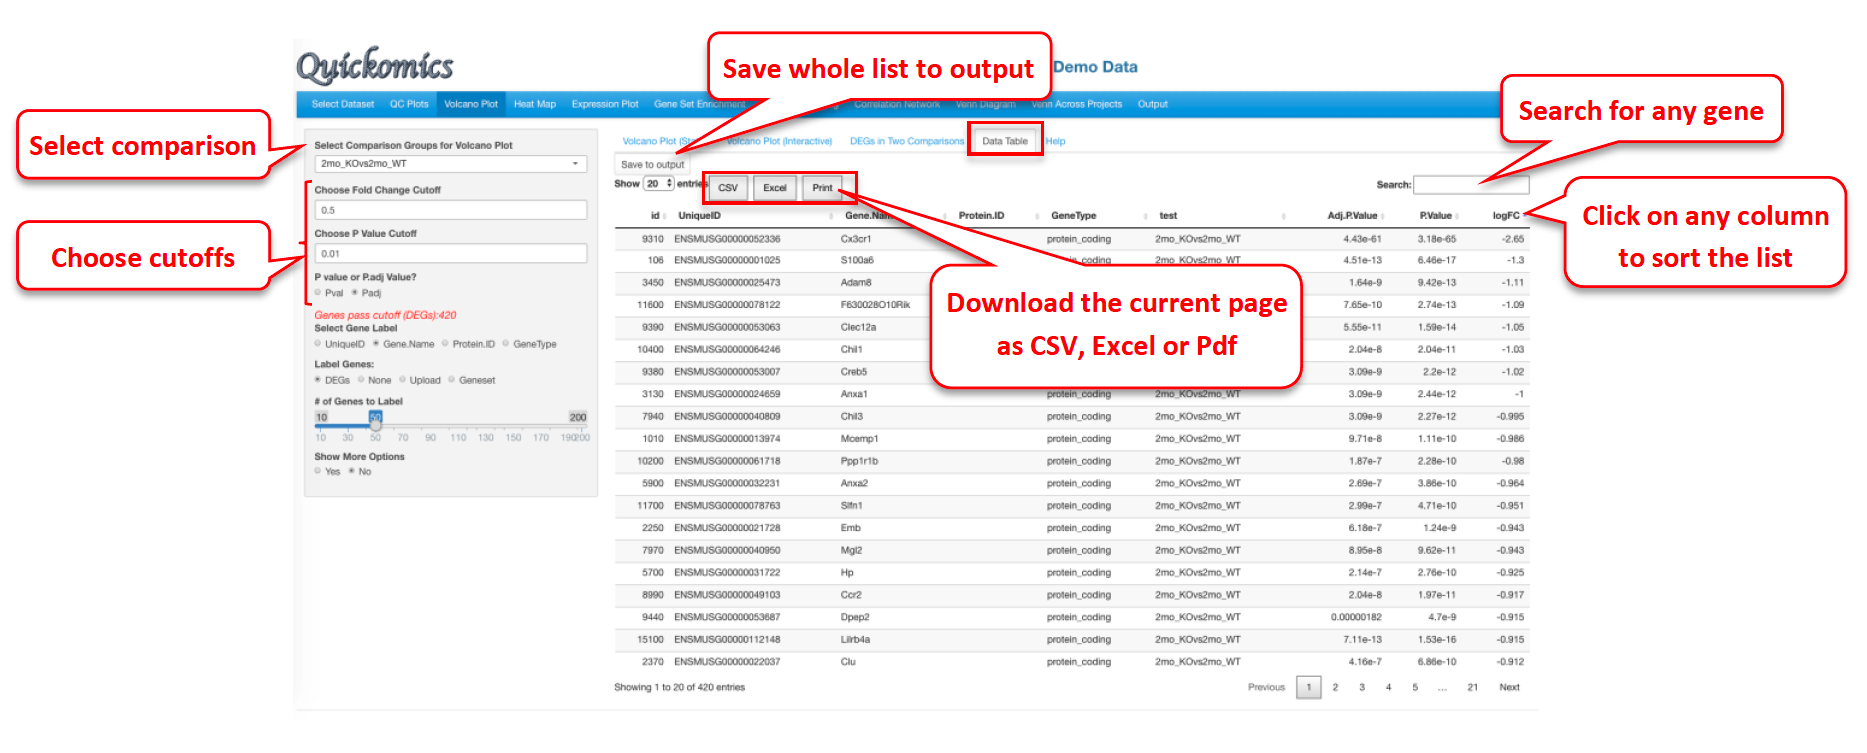 Quickomics
Save whole list to output
Demo Data
Search for any gene
Select comparison
Choose cutoffs
Click on any column
to sort the list
Download the current page
as CSV, Excel or Pdf
Select Dataset QC Plots Volcano Plot Heat Map Expression Plot Gene Set Enrichment Correlation Network Venn Diagram Venn Across Projects Output
Select Comparison Groups for Volcano Plot
2mo_KOvs2mo_WT
Choose Fold Change Cutoff
0.5
Choose P Value Cutoff
0.01
P value or P.adj Value?
Pval Padj
Genes pass cutoff (DEGs):420
Select Gene Label
UniqueID Gene.Name Protein.ID GeneType
Label Genes:
DEGs None Upload Geneset
# of Genes to Label
10 50 200
10 30 50 70 90 110 130 150 170 190200
Show More Options
Yes No
Volcano Plot Volcano Plot (Interactive) DEGs in Two Comparisons Data Table Help
Save to output
Show 20 entries CSV Excel Print Search:
id UniqueID Gene.Name Protein.ID GeneType test Adj.P.Value P.Value logFC
9310 ENSMUSG00000052336 Cx3cr1 protein_coding 2mo_KOvs2mo_WT 4.43e-61 3.18e-65 -2.65
106 ENSMUSG00000001025 S100a6 protein_coding 2mo_KOvs2mo_WT 4.51e-13 6.46e-17 -1.3
3450 ENSMUSG00000025473 Adam8 1.64e-9 9.42e-13 -1.11
11600 ENSMUSG00000078122 F630028O10Rik 7.65e-10 2.74e-13 -1.09
9390 ENSMUSG00000053063 Clec12a 5.55e-11 1.59e-14 -1.05
10400 ENSMUSG00000064246 Chil1 2.04e-8 2.04e-11 -1.03
9380 ENSMUSG00000053007 Creb5 3.09e-9 2.2e-12 -1.02
3130 ENSMUSG00000024659 Anxa1 protein_coding 2mo_KOvs2mo_WT 3.09e-9 2.44e-12 -1
7940 ENSMUSG00000040809 Chil3 protein_coding 2mo_KOvs2mo_WT 3.09e-9 2.27e-12 -0.995
1010 ENSMUSG00000013974 Mcemp1 protein_coding 2mo_KOvs2mo_WT 9.71e-8 1.11e-10 -0.986
10200 ENSMUSG00000061718 Ppp1r1b protein_coding 2mo_KOvs2mo_WT 1.87e-7 2.28e-10 -0.98
5900 ENSMUSG00000032231 Anxa2 protein_coding 2mo_KOvs2mo_WT 2.69e-7 3.86e-10 -0.964
11700 ENSMUSG00000078763 Slfn1 protein_coding 2mo_KOvs2mo_WT 2.99e-7 4.71e-10 -0.951
2250 ENSMUSG00000021728 Emb protein_coding 2mo_KOvs2mo_WT 6.18e-7 1.24e-9 -0.943
7970 ENSMUSG00000040950 Mgl2 protein_coding 2mo_KOvs2mo_WT 8.95e-8 9.62e-11 -0.943
5700 ENSMUSG00000031722 Hp protein_coding 2mo_KOvs2mo_WT 2.14e-7 2.76e-10 -0.925
8990 ENSMUSG00000049103 Ccr2 protein_coding 2mo_KOvs2mo_WT 2.04e-8 1.97e-11 -0.917
9440 ENSMUSG00000053687 Dpep2 protein_coding 2mo_KOvs2mo_WT 0.00000182 4.7e-9 -0.915
15100 ENSMUSG00000112148 Lilrb4a protein_coding 2mo_KOvs2mo_WT 7.11e-13 1.53e-16 -0.915
2370 ENSMUSG00000022037 Clu protein_coding 2mo_KOvs2mo_WT 4.16e-7 6.86e-10 -0.912
Showing 1 to 20 of 420 entries
Previous 1 2 3 4 5 ... 21 Next